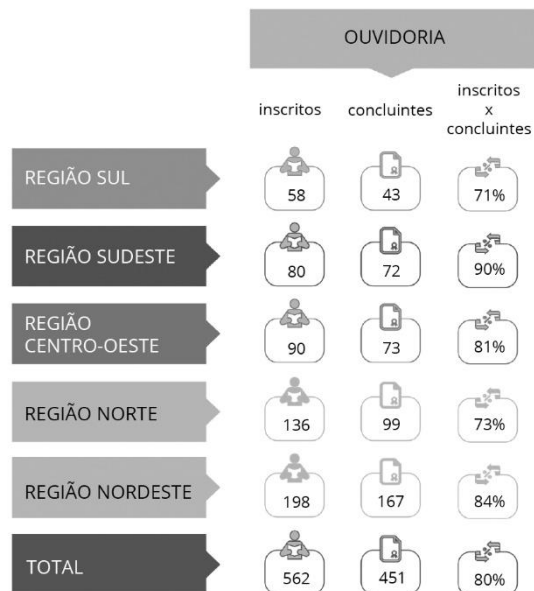 OUVIDORIA
inscritos
concluintes
inscritos
x
concluintes
REGIÃO SUL
58
43
71%
REGIÃO SUDESTE
80
72
90%
REGIÃO
CENTRO-OESTE
90
73
81%
REGIÃO NORTE
136
99
73%
REGIÃO NORDESTE
198
167
84%
TOTAL
562
451
80%